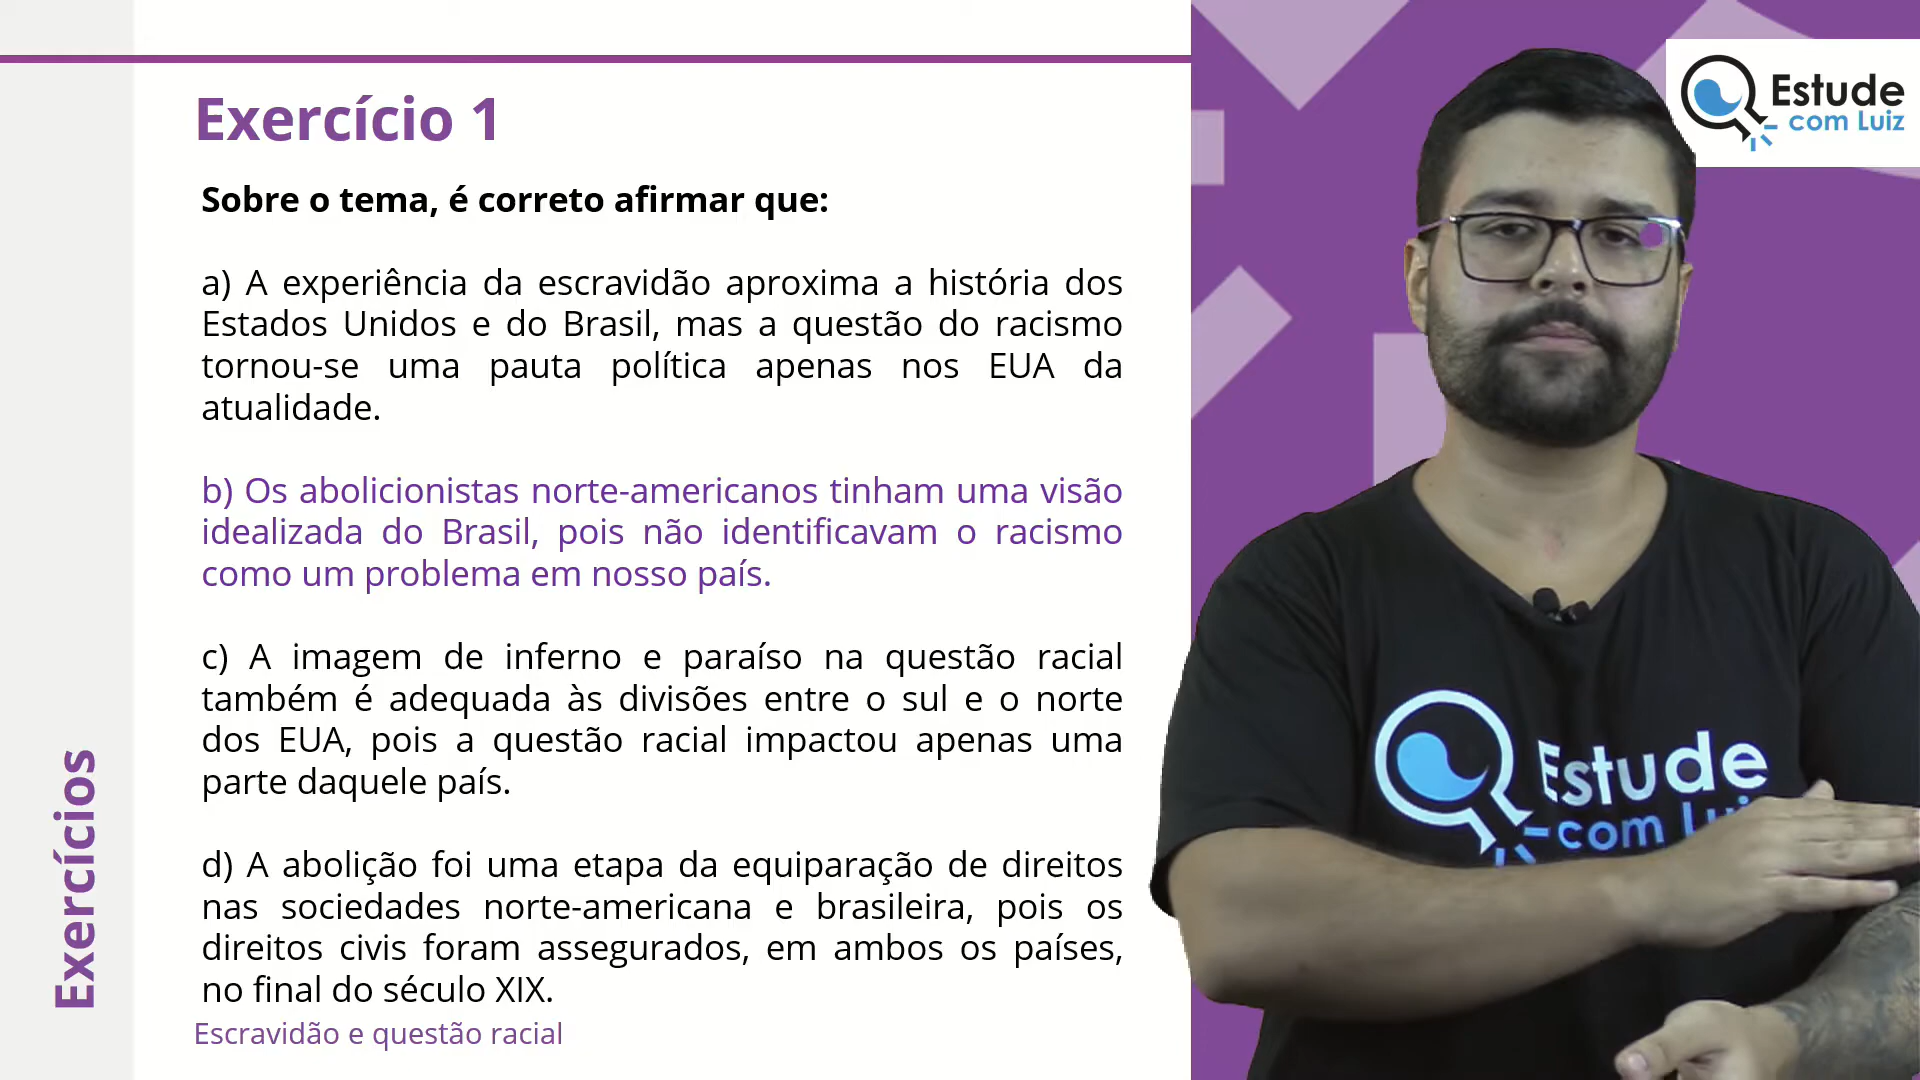 Exercício 1
Sobre o tema, é correto afirmar que:
a) A experiência da escravidão aproxima a história dos
Estados Unidos e do Brasil, mas a questão do racismo
tornou-se uma pauta política apenas nos EUA da
atualidade.
b) Os abolicionistas norte-americanos tinham uma visão
idealizada do Brasil, pois não identificavam o racismo
como um problema em nosso país.
c) A imagem de inferno e paraíso na questão racial
também é adequada às divisões entre o sul e o norte
dos EUA, pois a questão racial impactou apenas uma
parte daquele país.
d) A abolição foi uma etapa da equiparação de direitos
nas sociedades norte-americana e brasileira, pois os
direitos civis foram assegurados, em ambos os países,
no final do século XIX.
Escravidão e questão racial
Exercícios
Estude
com Luiz
Estude
com